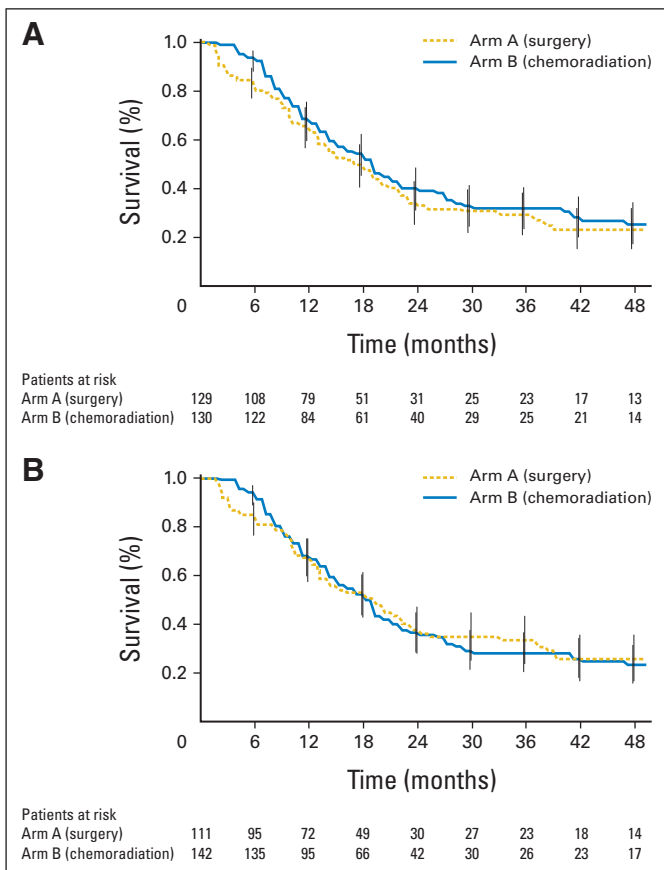 A
Arm A (surgery)
Arm B (chemoradiation)
Survival (%)
1.0
0.8
0.6
0.4
0.2
0 6 12 18 24 30 36 42 48
Time (months)
Patients at risk
Arm A (surgery) 129 108 79 51 31 25 23 17 13
Arm B (chemoradiation) 130 122 84 61 40 29 25 21 14
B
Arm A (surgery)
Arm B (chemoradiation)
Survival (%)
1.0
0.8
0.6
0.4
0.2
0 6 12 18 24 30 36 42 48
Time (months)
Patients at risk
Arm A (surgery) 111 95 72 49 30 27 23 18 14
Arm B (chemoradiation) 142 135 95 66 42 30 26 23 17